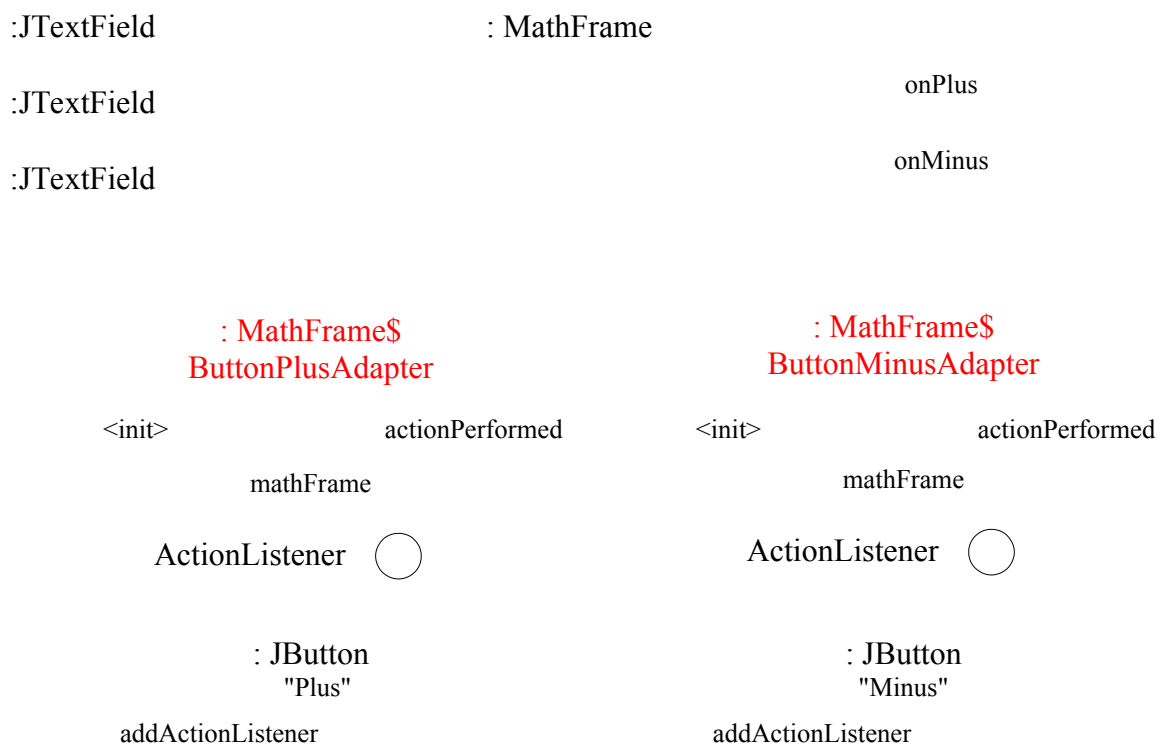 :JTextField
: MathFrame
onPlus
:JTextField
onMinus
:JTextField
: MathFrame$
ButtonPlusAdapter
: MathFrame$
ButtonMinusAdapter
<init>
actionPerformed
<init>
actionPerformed
mathFrame
mathFrame
ActionListener
ActionListener
: JButton
"Plus"
: JButton
"Minus"
addActionListener
addActionListener